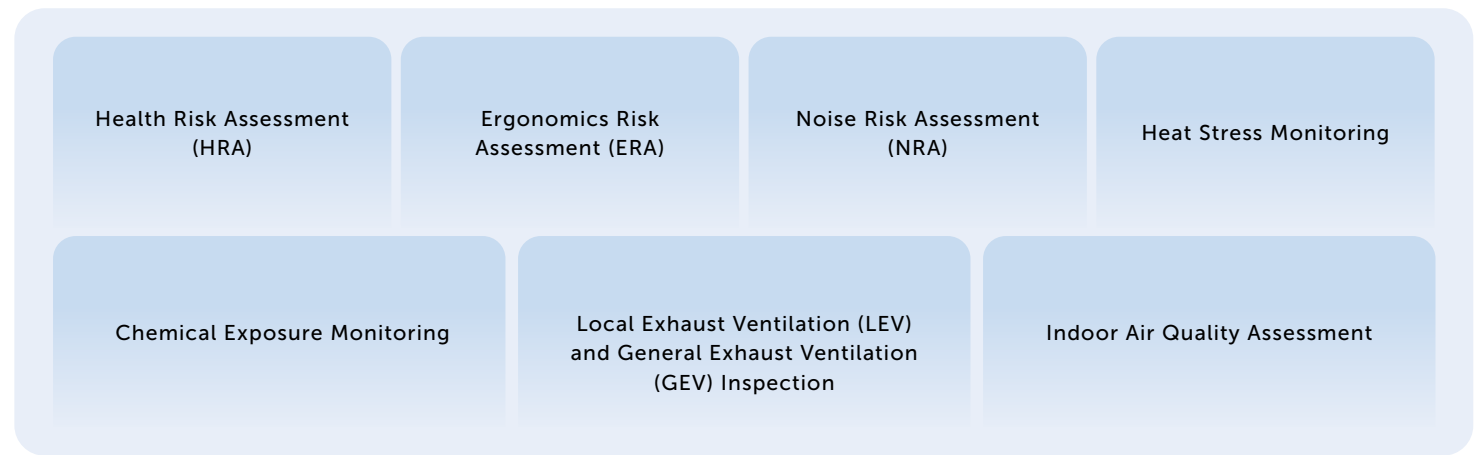 Health Risk Assessment
(HRA)
Ergonomics Risk
Assessment (ERA)
Noise Risk Assessment
(NRA)
Heat Stress Monitoring
Chemical Exposure Monitoring
Local Exhaust Ventilation (LEV)
and General Exhaust Ventilation
(GEV) Inspection
Indoor Air Quality Assessment